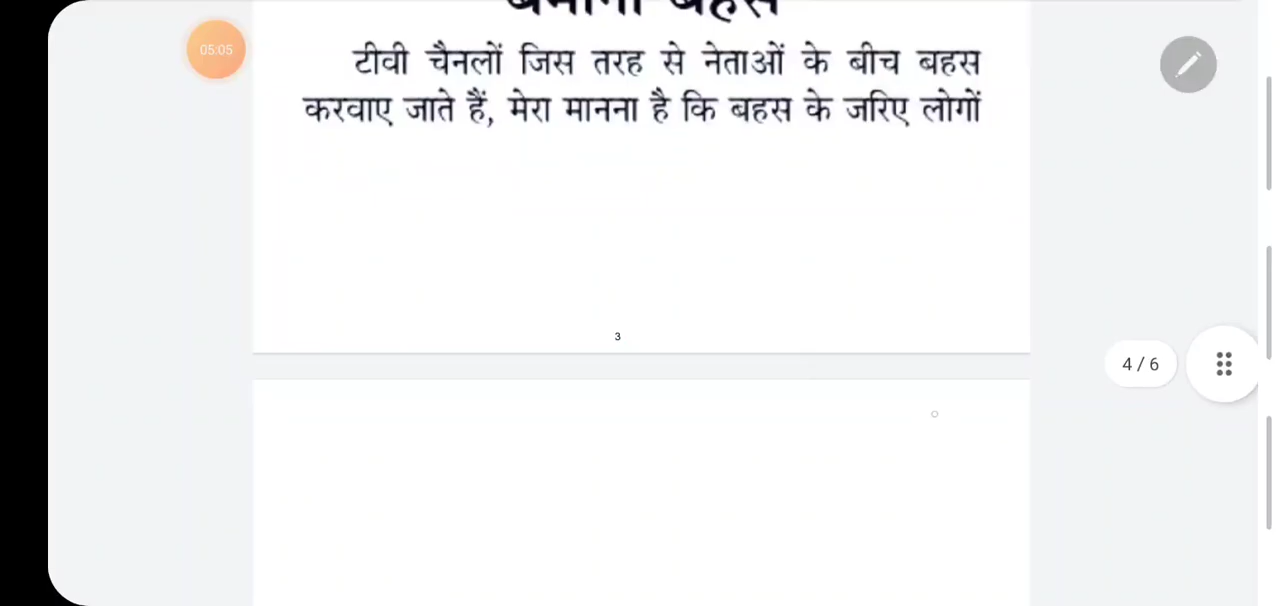 05:05
टीवी चैनलों जिस तरह से नेताओं के बीच बहस
करवाए जाते हैं, मेरा मानना है कि बहस के जरिए लोगों
3
4 / 6